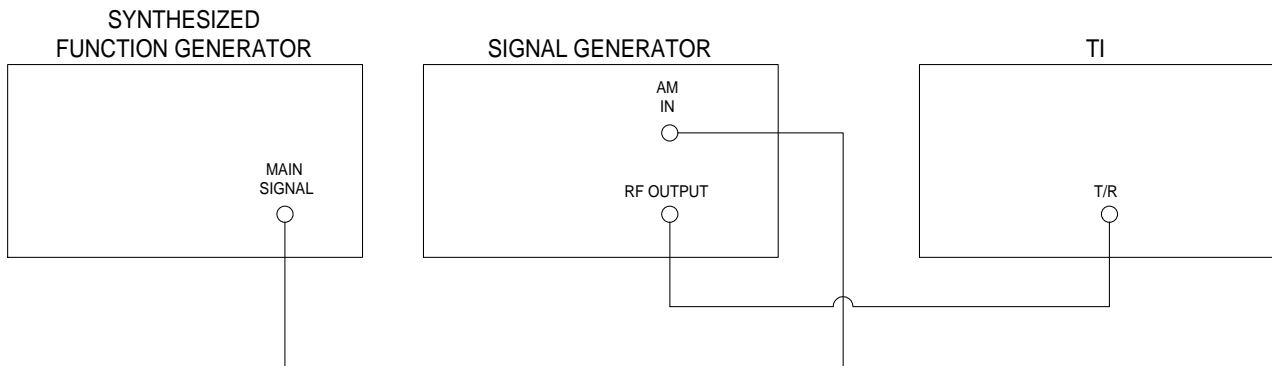 SYNTHESIZED
FUNCTION GENERATOR
SIGNAL GENERATOR
TI
MAIN
SIGNAL
AM
IN
RF OUTPUT
T/R